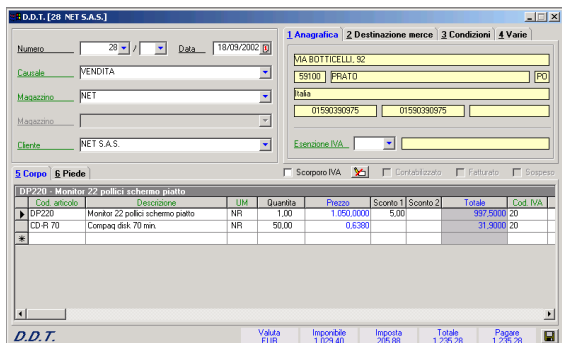 D.D.T. [28 NET S.A.S.]
Numero 28 / Data 18/09/2002
Causale VENDITA
Magazzino NET
Magazzino
Cliente NET S.A.S.
1 Anagrafica 2 Destinazione merce 3 Condizioni 4 Varie
VIA BOTTICELLI, 92
59100 PRATO PO
Italia
01590390975 01590390975
Esenzione IVA
5 Corpo 6 Piede
Scorporo IVA Contabilizzato Fatturato Sospeso
DP220 - Monitor 22 pollici schermo piatto
Cod. articolo Descrizione UM Quantita Prezzo Sconto 1 Sconto 2 Totale Cod. IVA
DP220 Monitor 22 pollici schermo piatto NR 1,00 1.050,0000 5,00 997,5000 20
CD-R 70 Compaq disk 70 min. NR 50,00 0,6380 31,9000 20
D.D.T.
Valuta Imponibile Imposta Totale Pagare
EUR 1.029,40 205,88 1.235,28 1.235,28